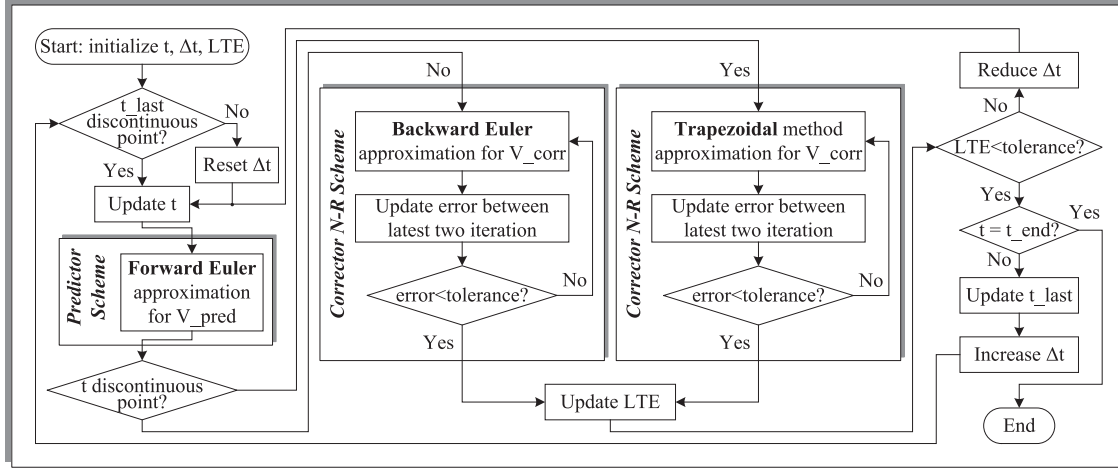 Start: initialize t, Δt, LTE
t_last
discontinuous
point?
No
Yes
Reset Δt
Update t
Predictor
Scheme
Forward Euler
approximation
for V_pred
t discontinuous
point?
No
Corrector N-R Scheme
Backward Euler
approximation for V_corr
Update error between
latest two iteration
error<tolerance?
No
Yes
Yes
Corrector N-R Scheme
Trapezoidal method
approximation for V_corr
Update error between
latest two iteration
error<tolerance?
No
Yes
Update LTE
Reduce Δt
No
LTE<tolerance?
Yes
t = t_end?
Yes
No
Update t_last
Increase Δt
End